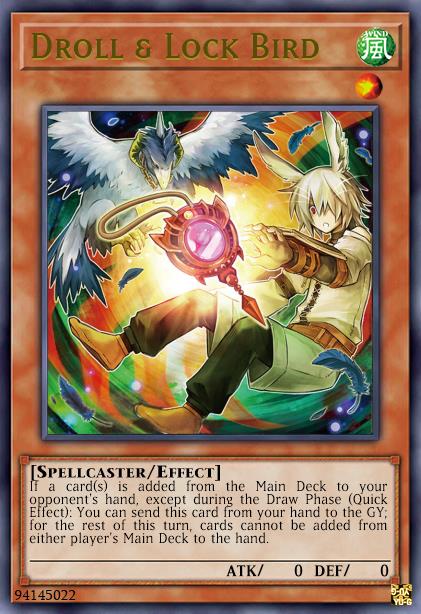 DROLL & LOCK BIRD
WIND
風
[SPELLCASTER/EFFECT]
If a card(s) is added from the Main Deck to your
opponent's hand, except during the Draw Phase (Quick
Effect): You can send this card from your hand to the GY;
for the rest of this turn, cards cannot be added from
either player's Main Deck to the hand.
ATK/ 0 DEF/ 0
94145022